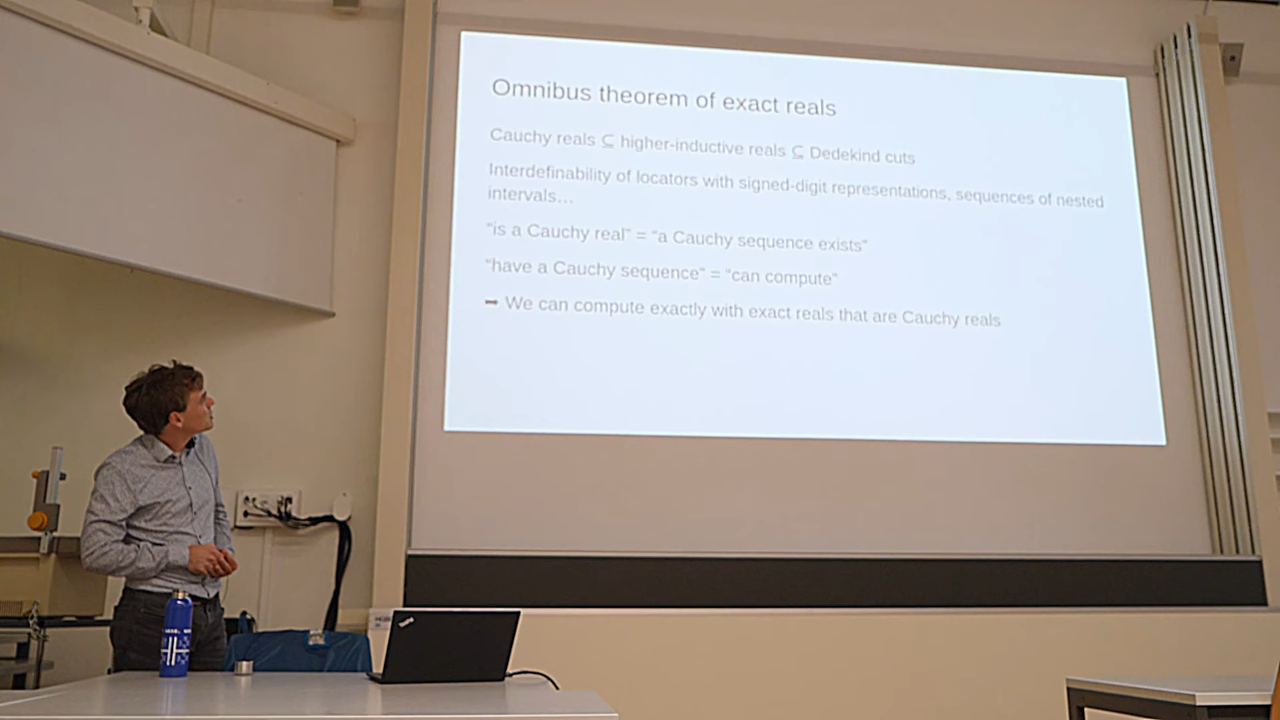 Omnibus theorem of exact reals
Cauchy reals ⊆ higher-inductive reals ⊆ Dedekind cuts
Interdefinability of locators with signed-digit representations, sequences of nested
intervals…
“is a Cauchy real” = “a Cauchy sequence exists”
“have a Cauchy sequence” = “can compute”
➡ We can compute exactly with exact reals that are Cauchy reals
ThinkPad